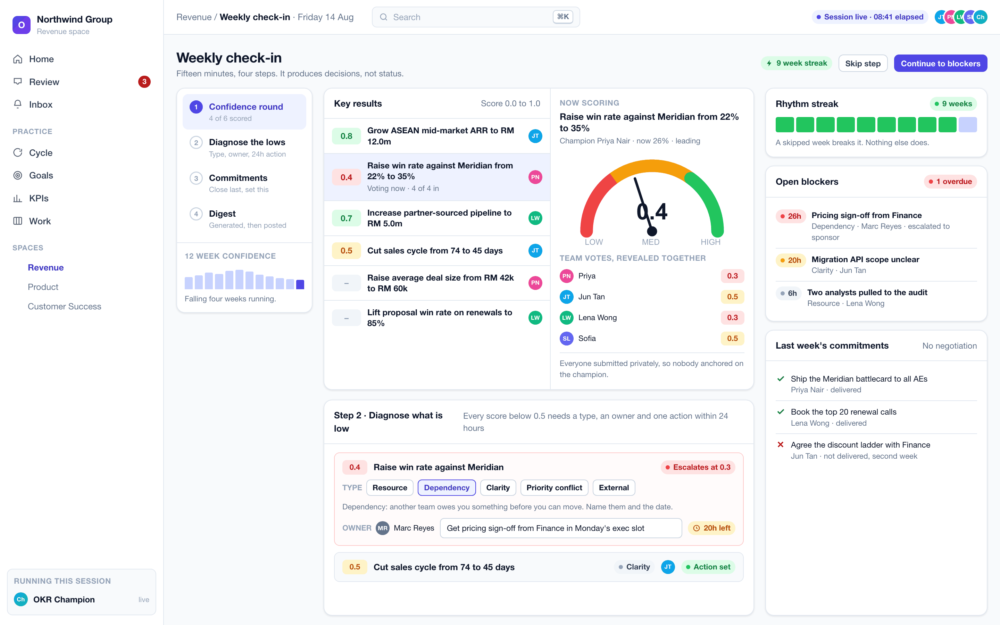 O
Northwind Group
Revenue space
Home
Review
3
Inbox
PRACTICE
Cycle
Goals
KPIs
Work
SPACES
Revenue
Product
Customer Success
RUNNING THIS SESSION
Ch
OKR Champion
live
Revenue / Weekly check-in · Friday 14 Aug
Search
⌘K
Session live · 08:41 elapsed
Ch
Weekly check-in
Fifteen minutes, four steps. It produces decisions, not status.
9 week streak
Skip step
Continue to blockers
1
Confidence round
4 of 6 scored
2
Diagnose the lows
Type, owner, 24h action
3
Commitments
Close last, set this
4
Digest
Generated, then posted
12 WEEK CONFIDENCE
Falling four weeks running.
Key results
Score 0.0 to 1.0
0.8
Grow ASEAN mid-market ARR to RM
12.0m
JT
0.4
Raise win rate against Meridian from
22% to 35%
Voting now · 4 of 4 in
PN
0.7
Increase partner-sourced pipeline to
RM 5.0m
LW
0.5
Cut sales cycle from 74 to 45 days
JT
–
Raise average deal size from RM 42k
to RM 60k
PN
–
Lift proposal win rate on renewals to
85%
LW
NOW SCORING
Raise win rate against Meridian from 22%
to 35%
Champion Priya Nair · now 26% · leading
0.4
LOW
MED
HIGH
TEAM VOTES, REVEALED TOGETHER
PN
Priya
0.3
JT
Jun Tan
0.5
LW
Lena Wong
0.3
SL
Sofia
0.5
Everyone submitted privately, so nobody anchored on
the champion.
Step 2 · Diagnose what is
low
Every score below 0.5 needs a type, an owner and one action within 24
hours
0.4
Raise win rate against Meridian
Escalates at 0.3
TYPE
Resource
Dependency
Clarity
Priority conflict
External
Dependency: another team owes you something before you can move. Name them and the date.
OWNER
MR
Marc Reyes
Get pricing sign-off from Finance in Monday's exec slot
20h left
0.5
Cut sales cycle from 74 to 45 days
Clarity
JT
Action set
Rhythm streak
9 weeks
A skipped week breaks it. Nothing else does.
Open blockers
1 overdue
26h
Pricing sign-off from Finance
Dependency · Marc Reyes · escalated to
sponsor
20h
Migration API scope unclear
Clarity · Jun Tan
6h
Two analysts pulled to the audit
Resource · Lena Wong
Last week's commitments
No negotiation
Ship the Meridian battlecard to all AEs
Priya Nair · delivered
Book the top 20 renewal calls
Lena Wong · delivered
Agree the discount ladder with Finance
Jun Tan · not delivered, second week